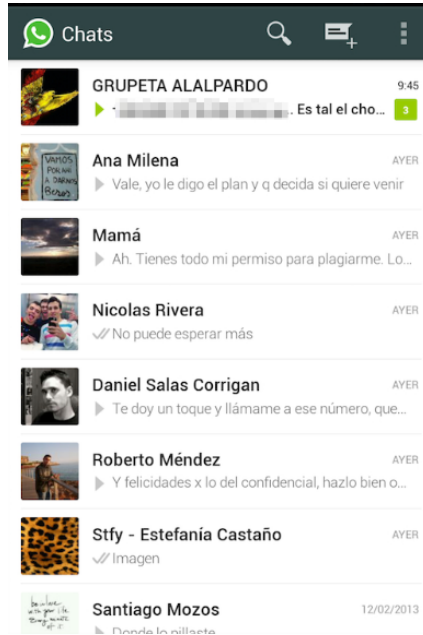 Chats
GRUPETA ALALPARDO
9:45
. Es tal el cho...
3
VAMOS
Besos
Ana Milena
AYER
Vale, yo le digo el plan y q decida si quiere venir
Mamá
AYER
Ah. Tienes todo mi permiso para plagiarme. Lo...
Nicolas Rivera
AYER
No puede esperar más
Daniel Salas Corrigan
AYER
Te doy un toque y llámame a ese número, que...
Roberto Méndez
AYER
Y felicidades x lo del confidencial, hazlo bien o...
Stfy - Estefanía Castaño
AYER
Imagen
Santiago Mozos
12/02/2013
Donde lo pillaste